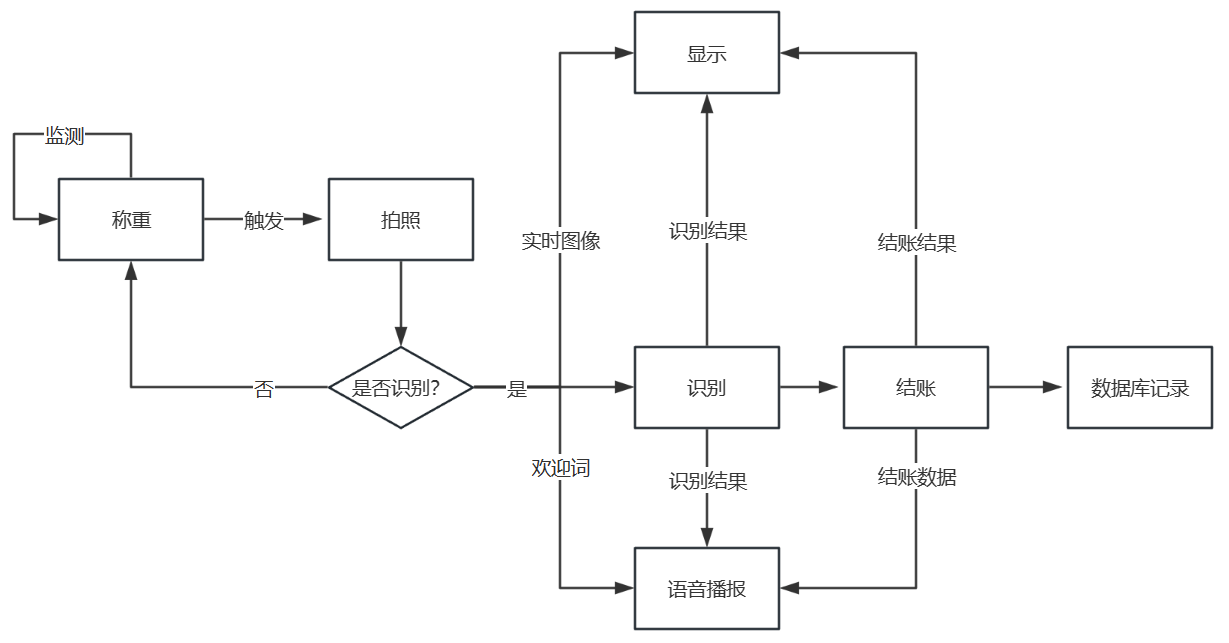 显示
监测
称重
触发
拍照
实时图像
识别结果
结账结果
否
是否识别？
是
识别
结账
数据库记录
欢迎词
识别结果
结账数据
语音播报